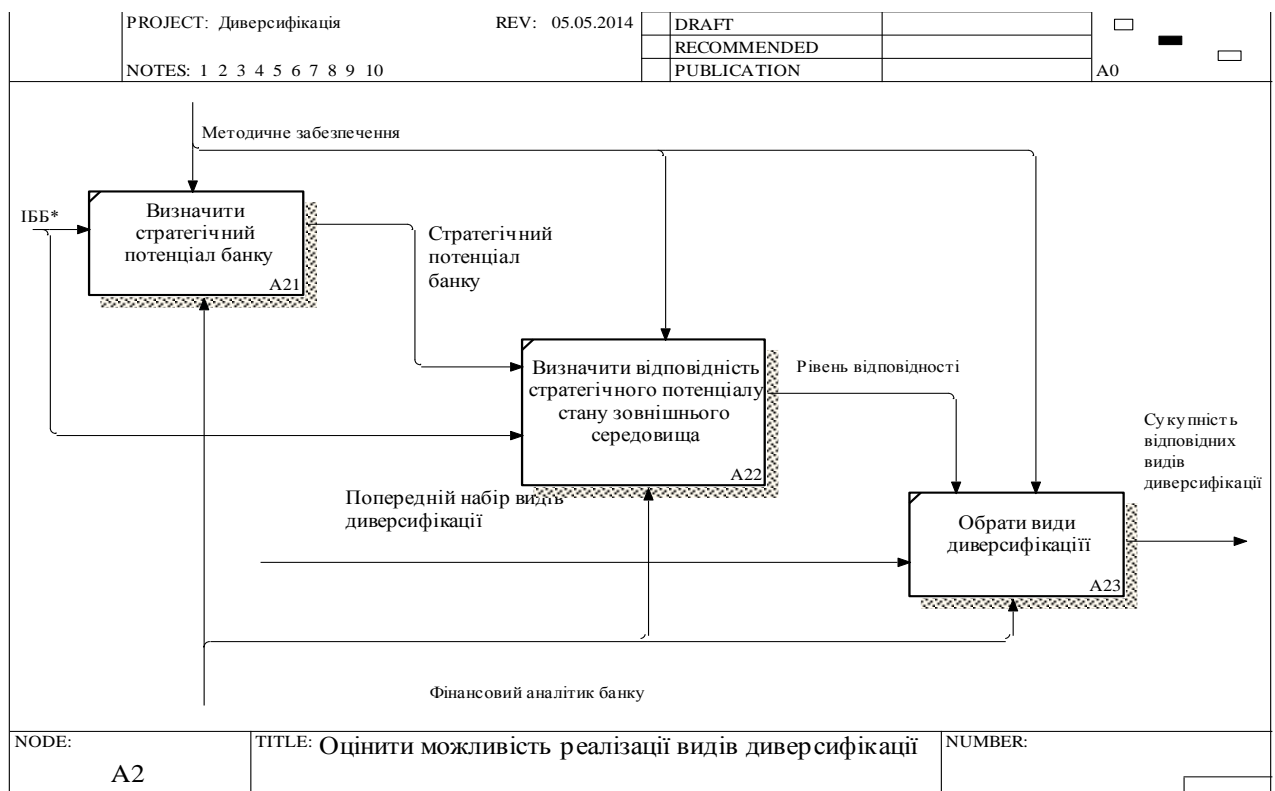 PROJECT: Диверсифікація
REV: 05.05.2014
NOTES: 1 2 3 4 5 6 7 8 9 10
DRAFT
RECOMMENDED
PUBLICATION
A0
Методичне забезпечення
ІББ*
Визначити
стратегічний
потенціал банку
A21
Стратегічний
потенціал
банку
Визначити відповідність
стратегічного потенціалу
стану зовнішнього
середовища
A22
Рівень відповідності
Сукупність
відповідних
видів
диверсифікації
Попередній набір видів
диверсифікації
Обрати види
диверсифікаціїї
A23
Фінансовий аналітик банку
NODE:
A2
TITLE: Оцінити можливість реалізації видів диверсифікації
NUMBER: